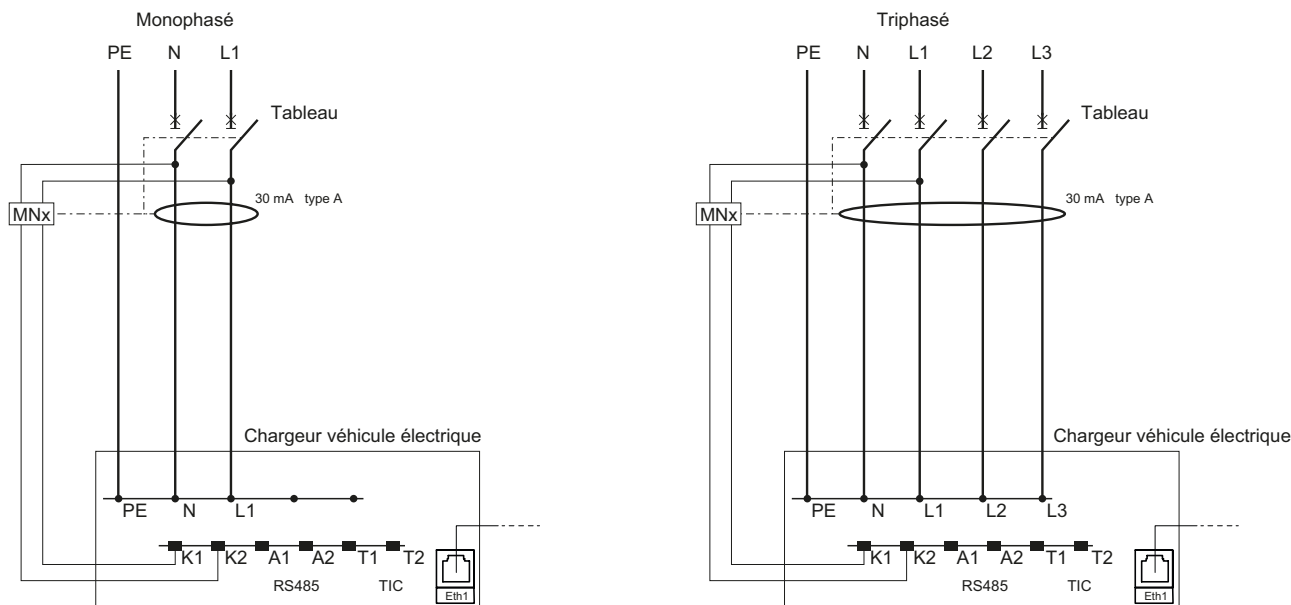 Monophasé
PE N L1
Tableau
30 mA type A
MNx
Chargeur véhicule électrique
PE N L1
K1 K2 A1 A2 T1 T2
RS485 TIC
Eth1
Triphasé
PE N L1 L2 L3
Tableau
30 mA type A
MNx
Chargeur véhicule électrique
PE N L1 L2 L3
K1 K2 A1 A2 T1 T2
RS485 TIC
Eth1